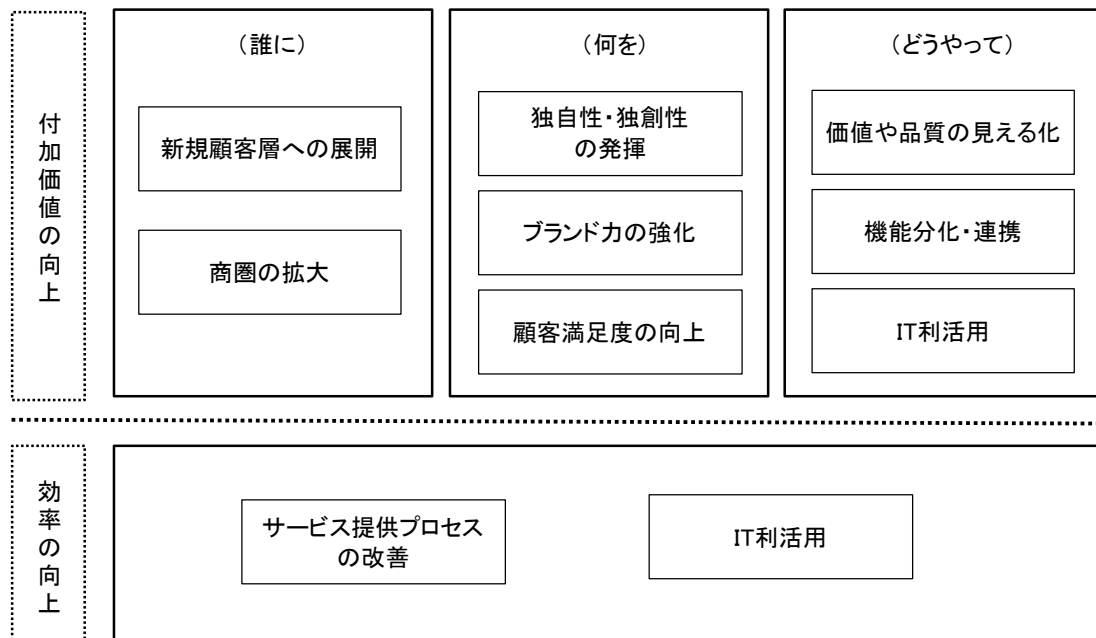 付加価値の向上
（誰に）
新規顧客層への展開
商圏の拡大
（何を）
独自性・独創性
の発揮
ブランド力の強化
顧客満足度の向上
（どうやって）
価値や品質の見える化
機能分化・連携
IT利活用
効率の向上
サービス提供プロセス
の改善
IT利活用